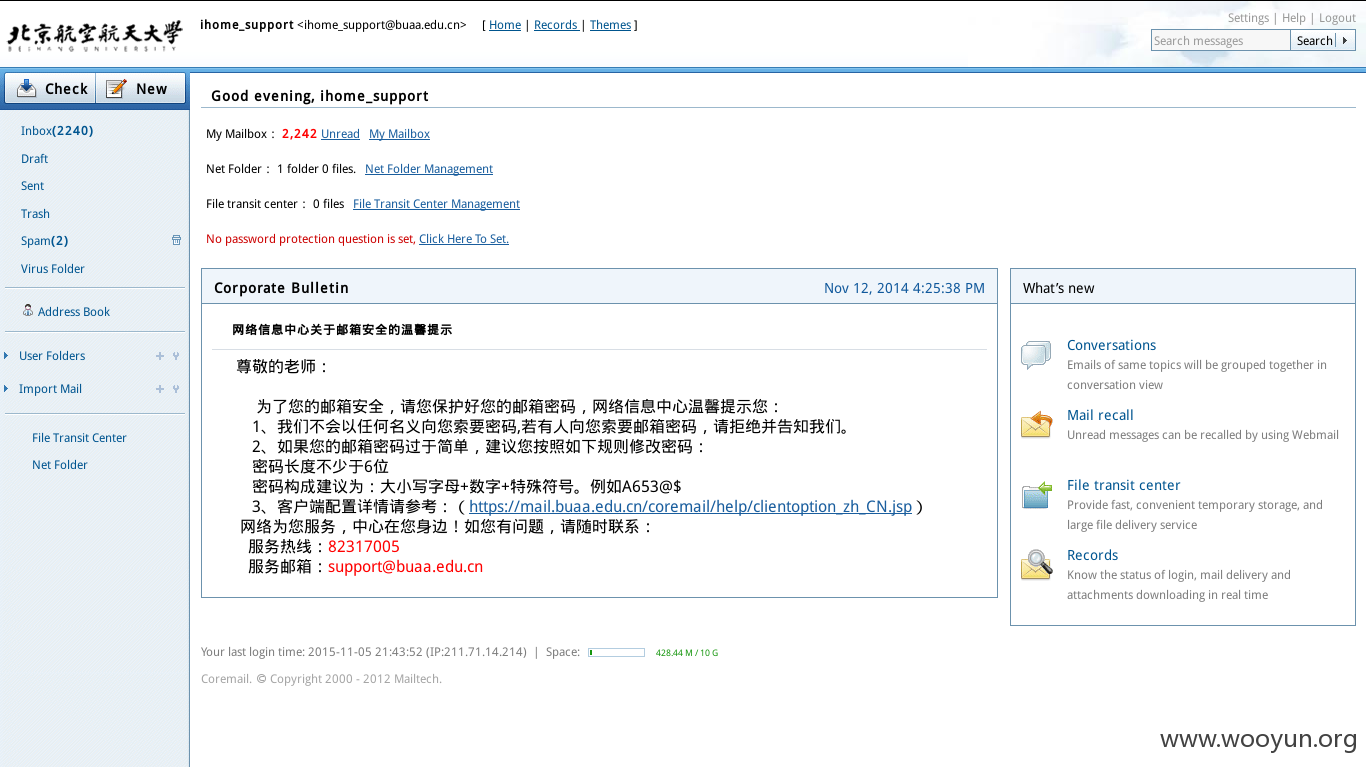 北京航空航天大学
BEIHANG UNIVERSITY
ihome_support <ihome_support@buaa.edu.cn> [ Home | Records | Themes ]
Settings | Help | Logout
Search messages Search
Check New
Inbox(2240)
Draft
Sent
Trash
Spam(2)
Virus Folder
Address Book
User Folders
Import Mail
File Transit Center
Net Folder
Good evening, ihome_support
My Mailbox： 2,242 Unread My Mailbox
Net Folder： 1 folder 0 files. Net Folder Management
File transit center： 0 files File Transit Center Management
No password protection question is set, Click Here To Set.
Corporate Bulletin Nov 12, 2014 4:25:38 PM
网络信息中心关于邮箱安全的温馨提示
尊敬的老师：
为了您的邮箱安全，请您保护好您的邮箱密码，网络信息中心温馨提示您：
1、我们不会以任何名义向您索要密码,若有人向您索要邮箱密码，请拒绝并告知我们。
2、如果您的邮箱密码过于简单，建议您按照如下规则修改密码：
密码长度不少于6位
密码构成建议为：大小写字母+数字+特殊符号。例如A653@$
3、客户端配置详情请参考：（https://mail.buaa.edu.cn/coremail/help/clientoption_zh_CN.jsp）
网络为您服务，中心在您身边！如您有问题，请随时联系：
服务热线：82317005
服务邮箱：support@buaa.edu.cn
What's new
Conversations
Emails of same topics will be grouped together in
conversation view
Mail recall
Unread messages can be recalled by using Webmail
File transit center
Provide fast, convenient temporary storage, and
large file delivery service
Records
Know the status of login, mail delivery and
attachments downloading in real time
Your last login time: 2015-11-05 21:43:52 (IP:211.71.14.214) | Space: 428.44 M / 10 G
Coremail. © Copyright 2000 - 2012 Mailtech.
www.wooyun.org